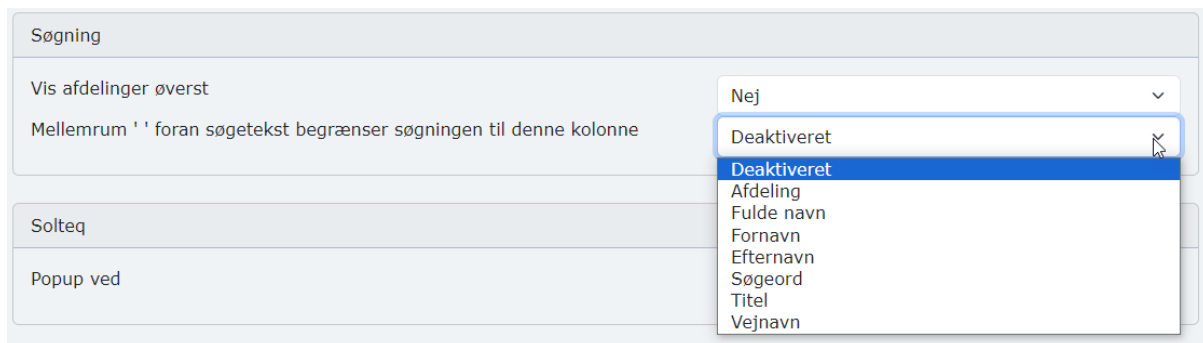 Søgning
Vis afdelinger øverst
Nej
Mellemrum ' ' foran søgetekst begrænser søgningen til denne kolonne
Deaktiveret
Deaktiveret
Afdeling
Fulde navn
Fornavn
Efternavn
Søgeord
Titel
Vejnavn
Solteq
Popup ved